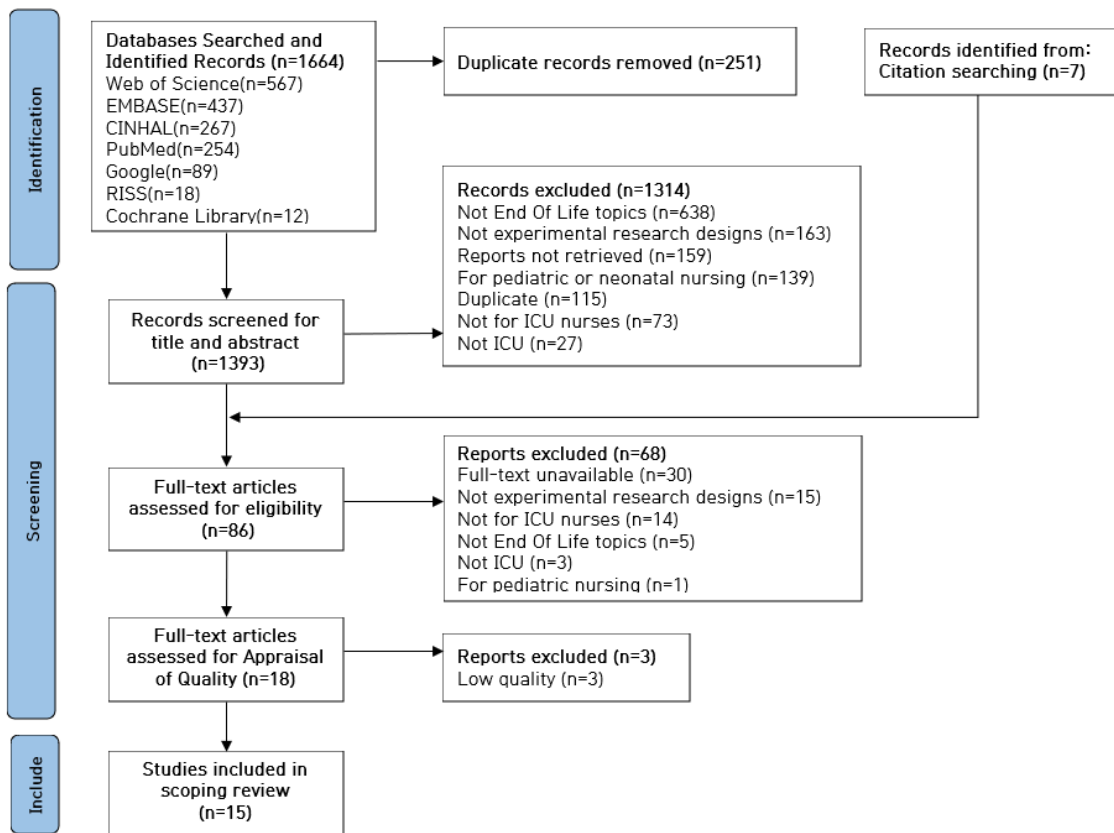 Identification
Databases Searched and
Identified Records (n=1664)
Web of Science(n=567)
EMBASE(n=437)
CINHAL(n=267)
PubMed(n=254)
Google(n=89)
RISS(n=18)
Cochrane Library(n=12)
Duplicate records removed (n=251)
Records identified from:
Citation searching (n=7)
Records excluded (n=1314)
Not End Of Life topics(n=638)
Not experimental research designs (n=163)
Reports not retrieved (n=159)
For pediatric or neonatal nursing (n=139)
Duplicate (n=115)
Not for ICU nurses (n=73)
Not ICU (n=27)
Screening
Records screened for
title and abstract
(n=1393)
Full-text articles
assessed for eligibility
(n=86)
Reports excluded (n=68)
Full-text unavailable (n=30)
Not experimental research designs (n=15)
Not for ICU nurses (n=14)
Not End Of Life topics (n=5)
Not ICU (n=3)
For pediatric nursing (n=1)
Full-text articles
assessed for Appraisal
of Quality (n=18)
Reports excluded (n=3)
Low quality (n=3)
Include
Studies included in
scoping review
(n=15)